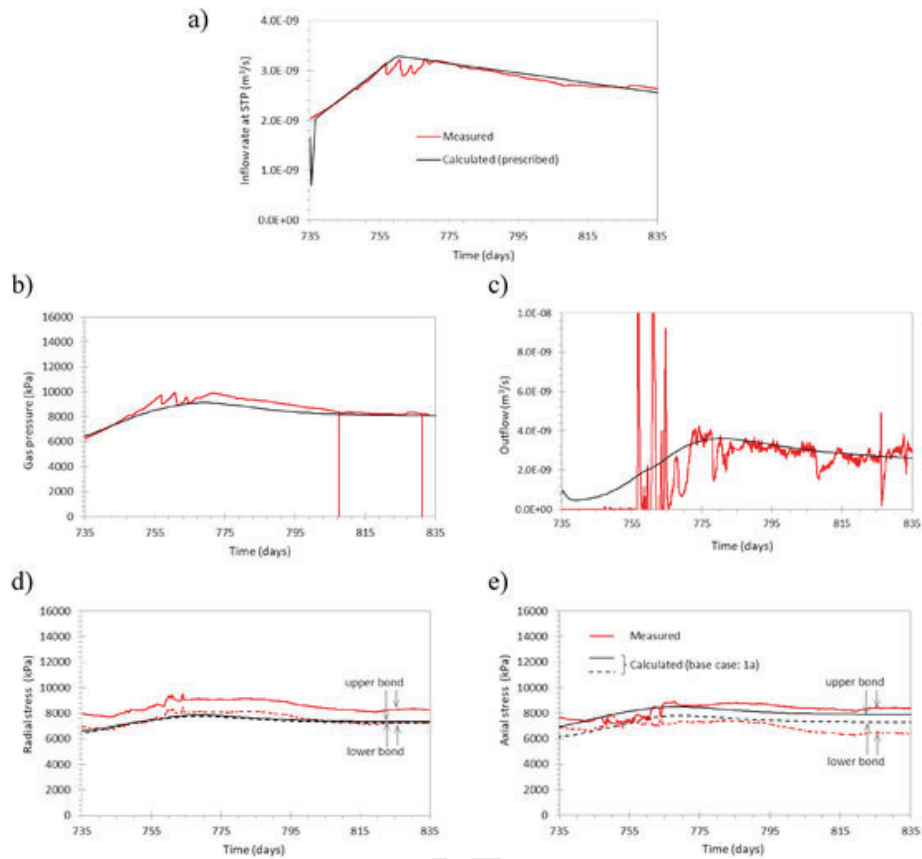 a)
4.0E-09
3.0E-09
2.0E-09
1.0E-09
0.0E+00
Inflow rate at STP (m³/s)
Measured
Calculated (prescribed)
735 755 775 795 815 835
Time (days)
b)
16000
14000
12000
10000
8000
6000
4000
2000
0
Gas pressure (kPa)
735 755 775 795 815 835
Time (days)
c)
1.0E-08
8.0E-09
6.0E-09
4.0E-09
2.0E-09
0.0E+00
Outflow (m³/s)
735 755 775 795 815 835
Time (days)
d)
16000
14000
12000
10000
8000
6000
4000
2000
0
Radial stress (kPa)
upper bond
lower bond
735 755 775 795 815 835
Time (days)
e)
16000
14000
12000
10000
8000
6000
4000
2000
0
Axial stress (kPa)
Measured
Calculated (base case: 1a)
upper bond
lower bond
735 755 775 795 815 835
Time (days)